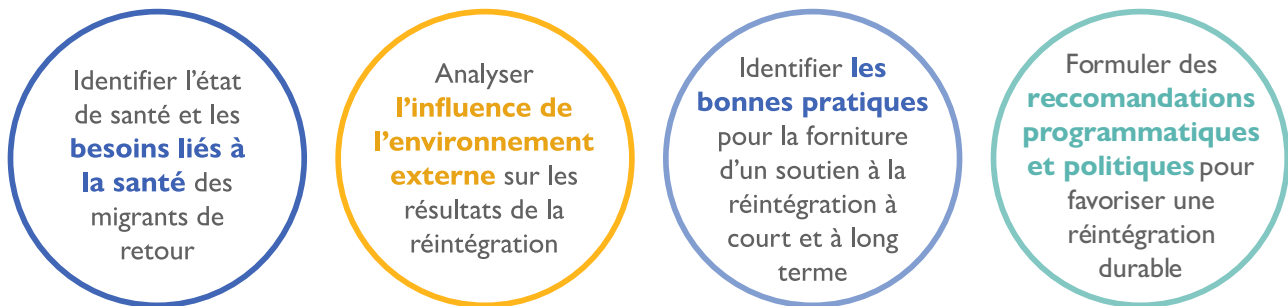 Identifier l'état
de santé et les
besoins liés à
la santé des
migrants de
retour
Analyser
l'influence de
l'environnement
externe sur les
résultats de la
réintégration
Identifier les
bonnes pratiques
pour la forniture
d'un soutien à la
réintégration à
court et à long
terme
Formuler des
reccomandations
programmatiques
et politiques pour
favoriser une
réintégration
durable